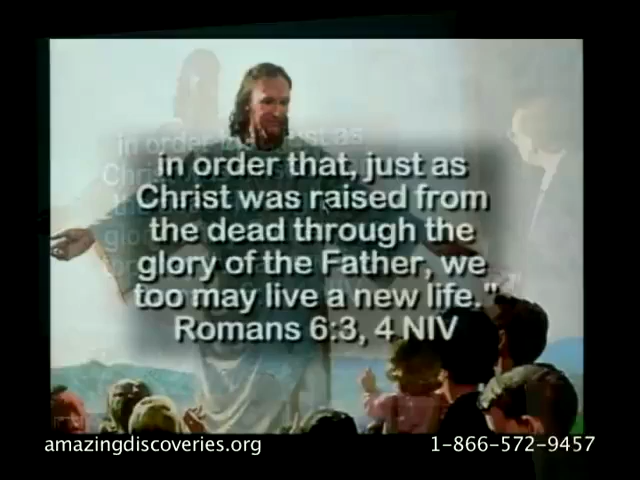 in order that, just as
Christ was raised from
the dead through the
glory of the Father, we
too may live a new life."
Romans 6:3, 4 NIV
amazingdiscoveries.org
1-866-572-9457